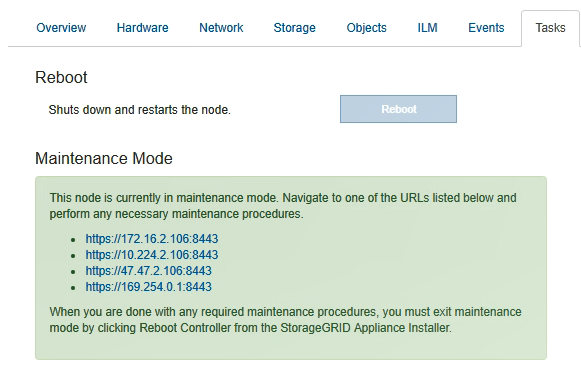 Overview Hardware Network Storage Objects ILM Events Tasks
Reboot
Shuts down and restarts the node. Reboot
Maintenance Mode
This node is currently in maintenance mode. Navigate to one of the URLs listed below and
perform any necessary maintenance procedures.
• https://172.16.2.106:8443
• https://10.224.2.106:8443
• https://47.47.2.106:8443
• https://169.254.0.1:8443
When you are done with any required maintenance procedures, you must exit maintenance
mode by clicking Reboot Controller from the StorageGRID Appliance Installer.